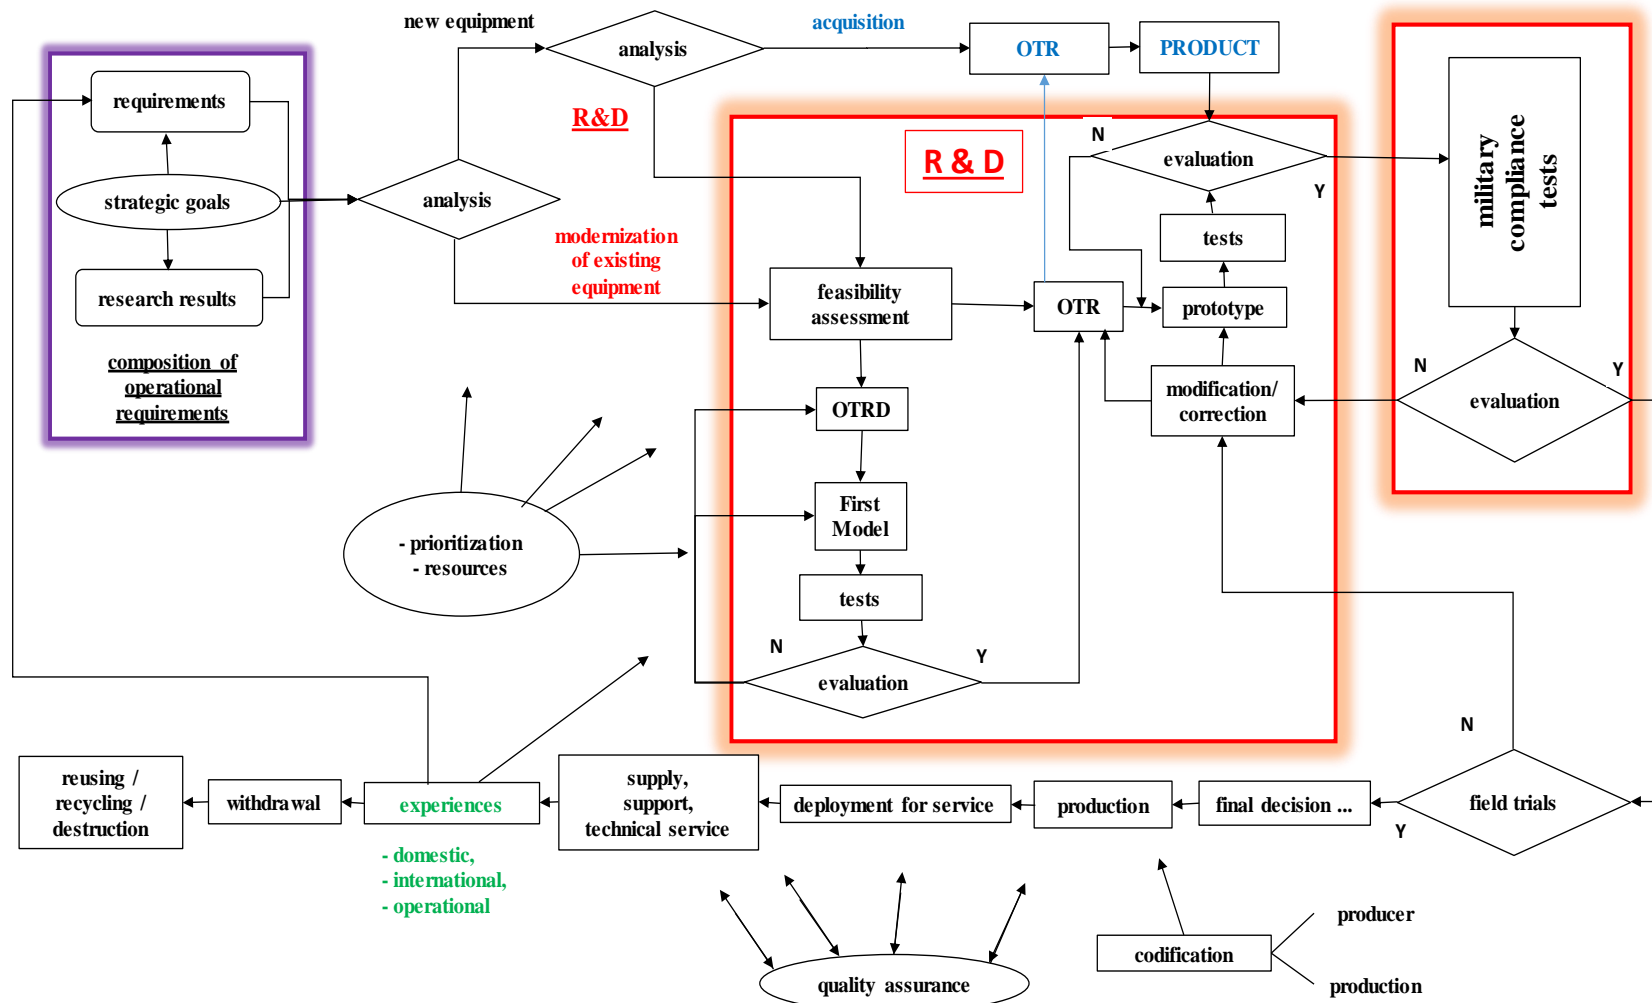 new equipment
acquisition
analysis
OTR
PRODUCT
requirements
R&D
N
R & D
evaluation
Y
military
compliance
tests
strategic goals
analysis
tests
modernization
of existing
equipment
research results
feasibility
assessment
OTR
prototype
composition of
operational
requirements
N
Y
modification/
correction
evaluation
OTRD
First
Model
- prioritization
- resources
tests
N
Y
evaluation
N
reusing /
recycling /
destruction
withdrawal
experiences
supply,
support,
technical service
deployment for service
production
final decision ...
field trials
Y
- domestic,
- international,
- operational
producer
codification
quality assurance
production